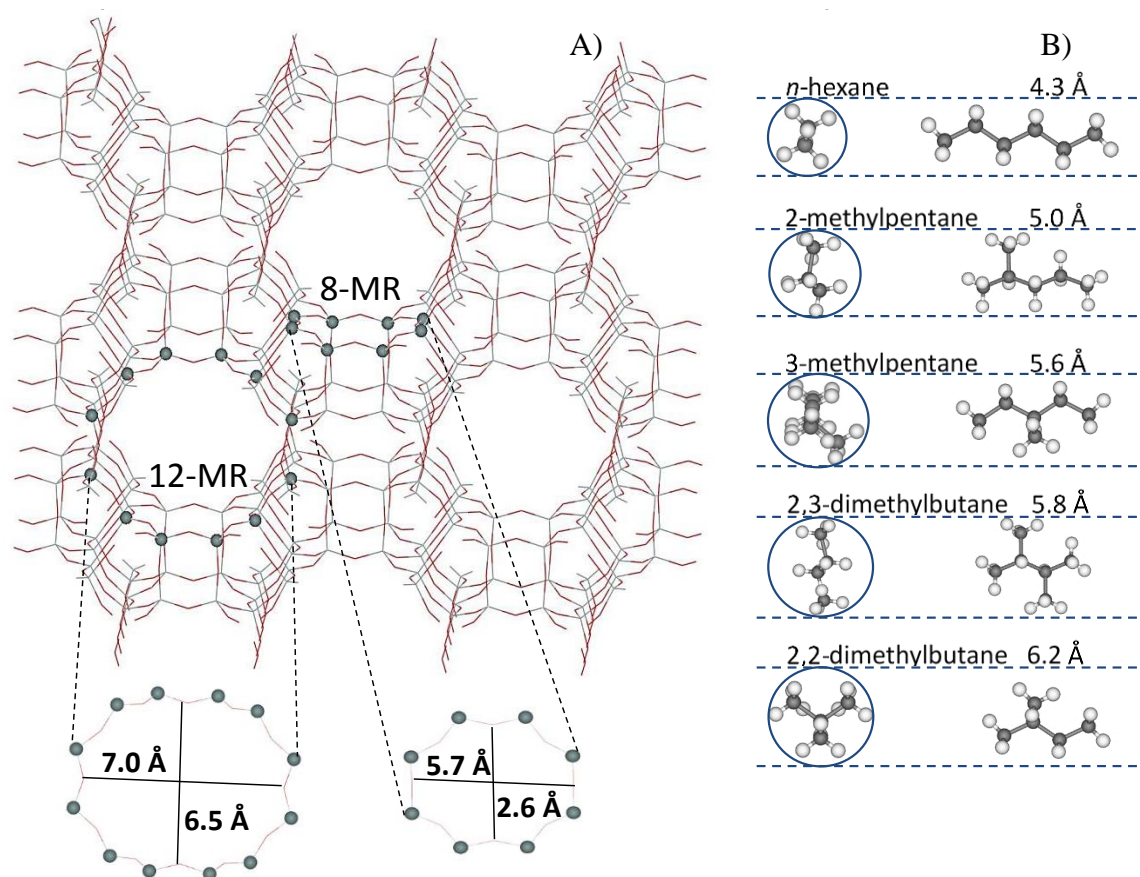 A)
8-MR
12-MR
7.0 Å
6.5 Å
5.7 Å
2.6 Å
B)
n-hexane 4.3 Å
2-methylpentane 5.0 Å
3-methylpentane 5.6 Å
2,3-dimethylbutane 5.8 Å
2,2-dimethylbutane 6.2 Å